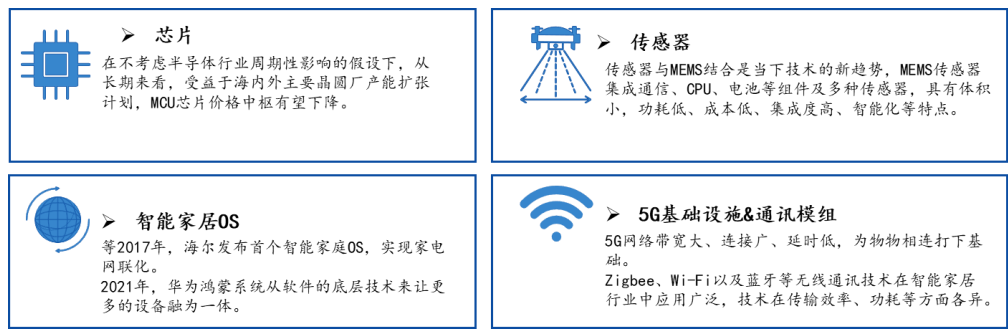 ➢ 芯片
在不考虑半导体行业周期性影响的假设下，从
长期来看，受益于海内外主要晶圆厂产能扩张
计划，MCU芯片价格中枢有望下降。
➢ 传感器
传感器与MEMS结合是当下技术的新趋势，MEMS传感器
集成通信、CPU、电池等组件及多种传感器，具有体积
小，功耗低、成本低、集成度高、智能化等特点。
➢ 智能家居OS
等2017年，海尔发布首个智能家庭OS，实现家电
网联化。
2021年，华为鸿蒙系统从软件的底层技术来让更
多的设备融为一体。
➢ 5G基础设施&通讯模组
5G网络带宽大、连接广、延时低，为物物相连打下基
础。
Zigbee、Wi-Fi以及蓝牙等无线通讯技术在智能家居
行业中应用广泛，技术在传输效率、功耗等方面各异。